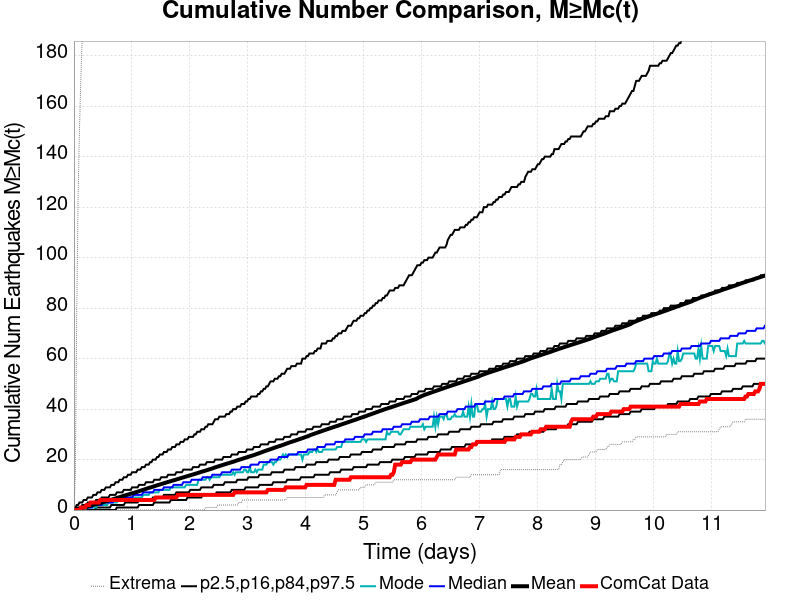 Cumulative Number Comparison, M≥Mc(t)
Cumulative Num Earthquakes M≥Mc(t)
180
160
140
120
100
80
60
40
20
0
0 1 2 3 4 5 6 7 8 9 10 11
Time (days)
Extrema p2.5,p16,p84,p97.5 Mode Median Mean ComCat Data